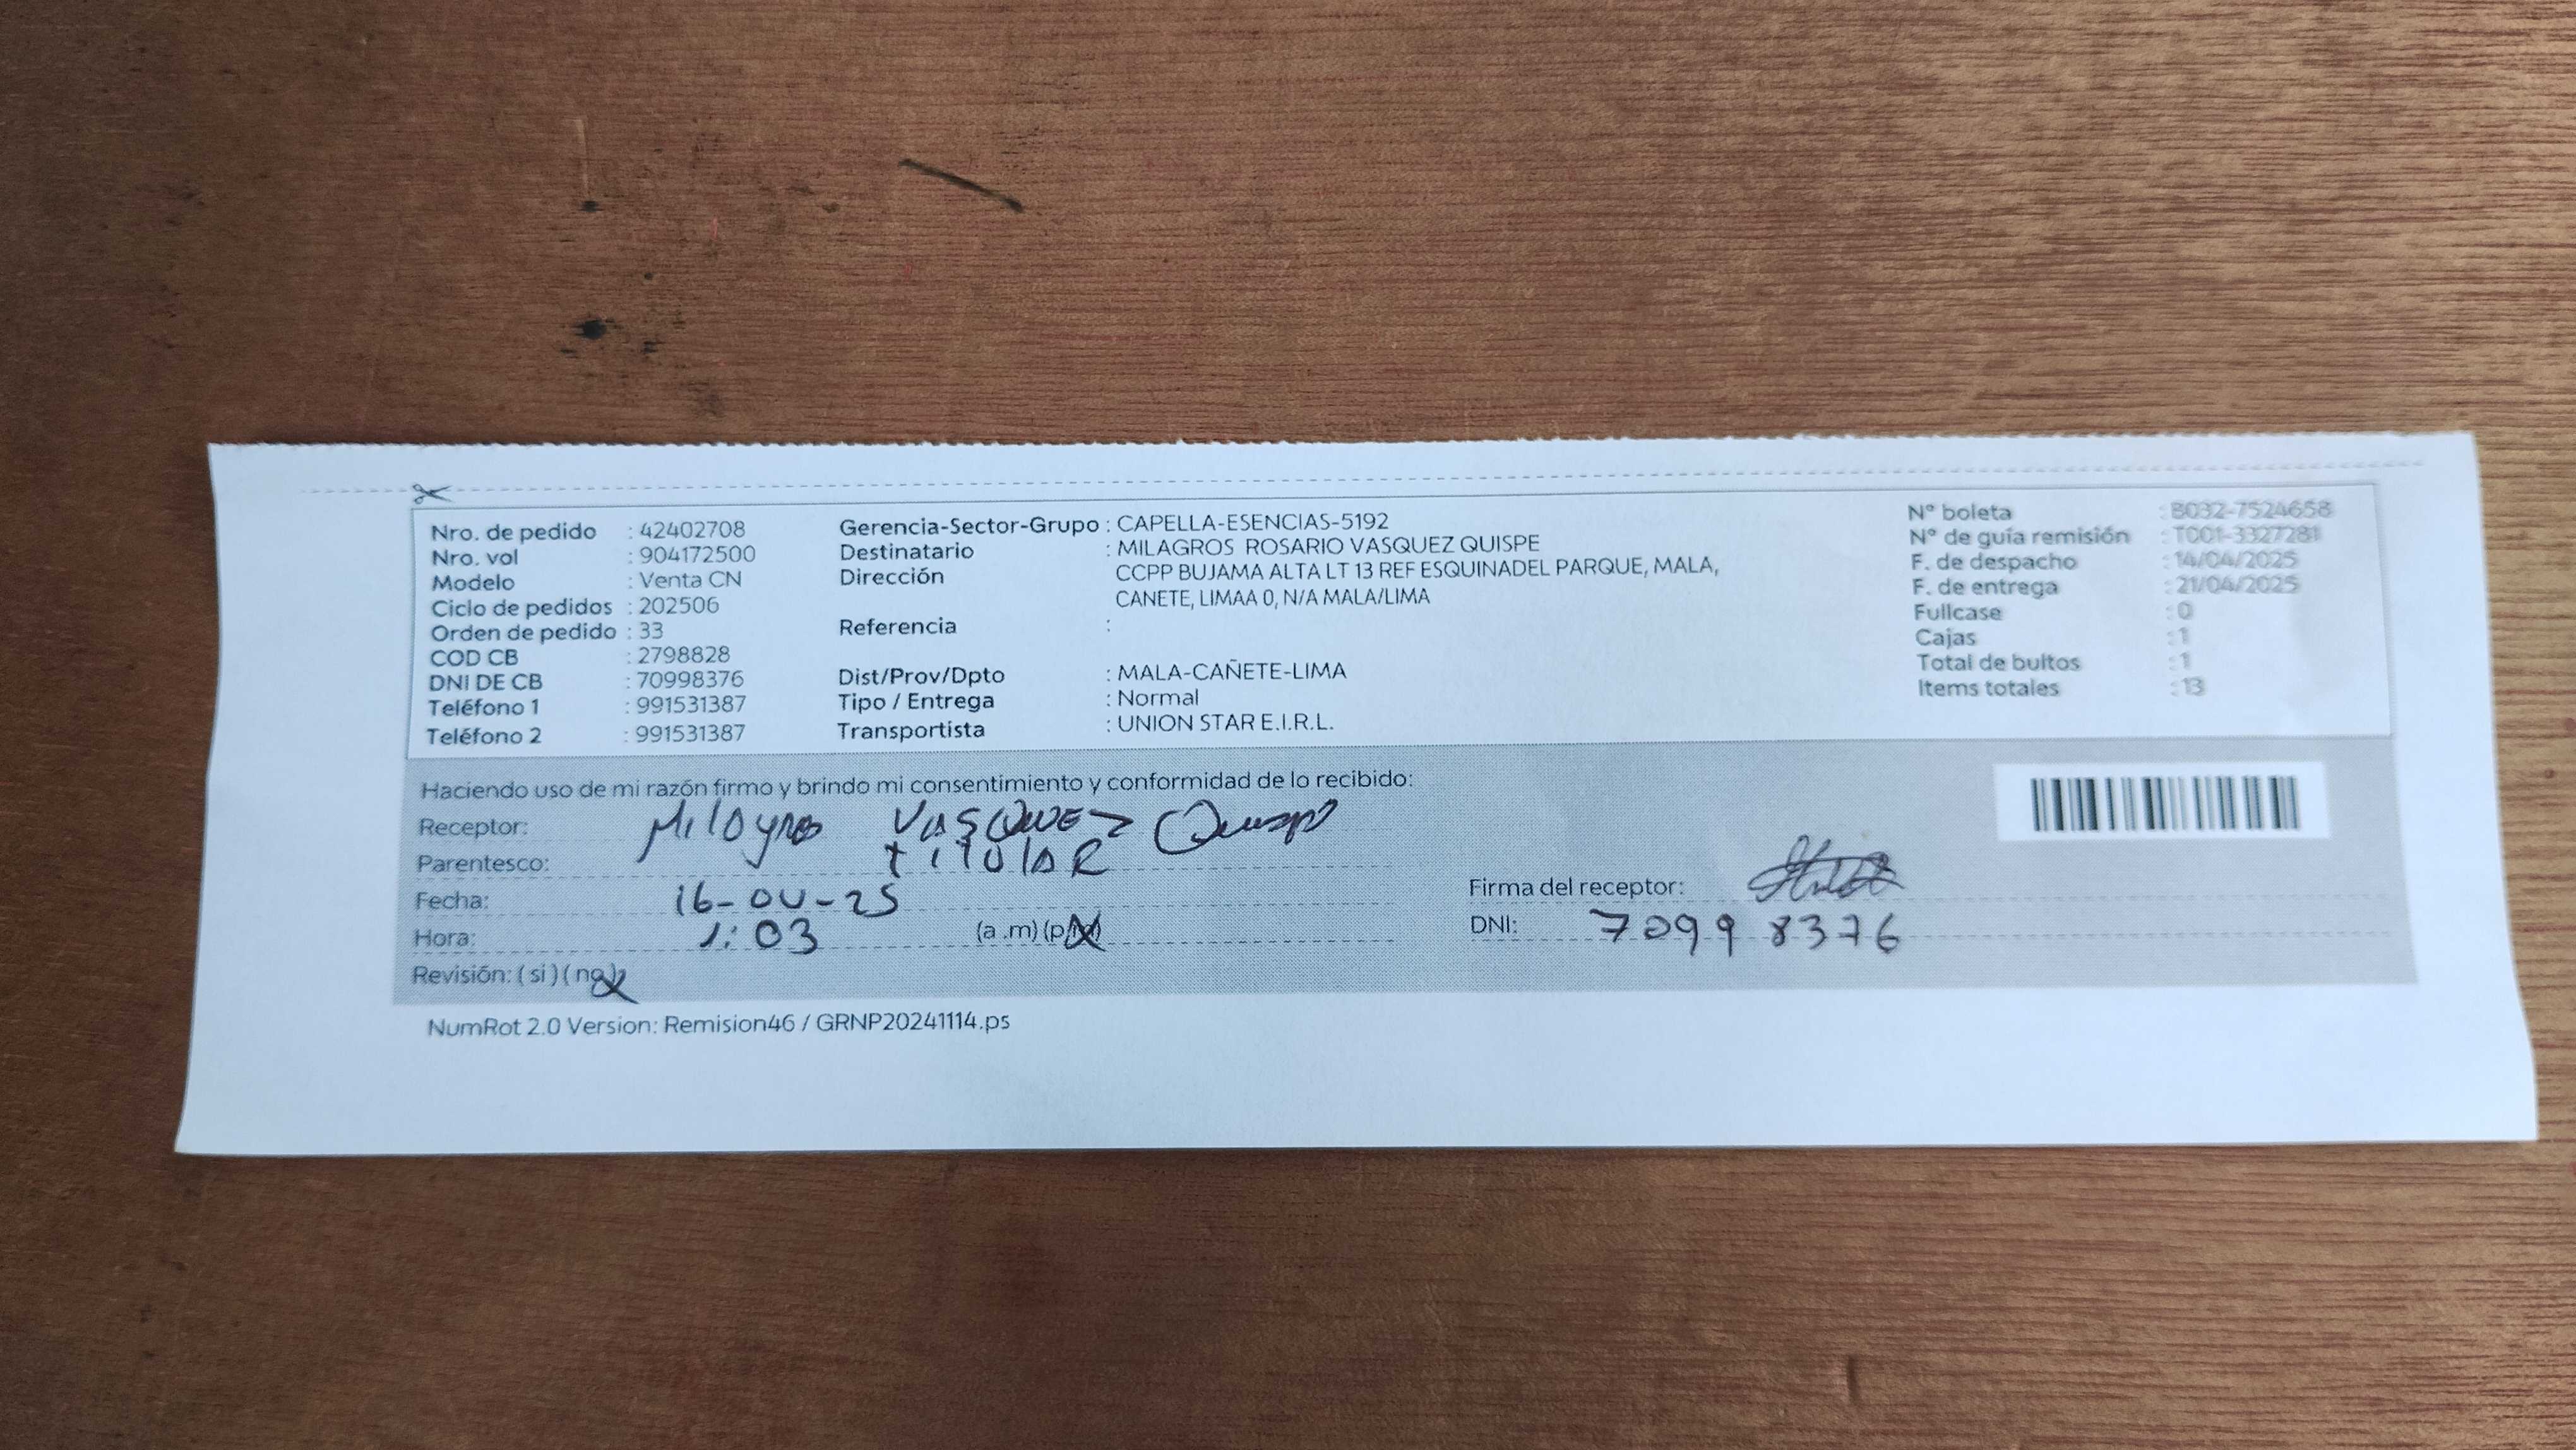 Nro. de pedido : 42402708
Nro. vol : 904172500
Modelo : Venta CN
Ciclo de pedidos : 202506
Orden de pedido : 33
COD CB : 2798828
DNI DE CB : 70998376
Teléfono 1 : 991531387
Teléfono 2 : 991531387
Gerencia-Sector-Grupo : CAPELLA-ESENCIAS-5192
Destinatario : MILAGROS ROSARIO VASQUEZ QUISPE
Dirección CCPP BUJAMA ALTA LT 13 REF ESQUINADEL PARQUE, MALA,
CANETE, LIMAA 0, N/A MALA/LIMA
Referencia :
Dist/Prov/Dpto : MALA-CAÑETE-LIMA
Tipo / Entrega : Normal
Transportista : UNION STAR E.I.R.L.
N° boleta : B032-7524658
N° de guía remisión : T001-3327281
F. de despacho : 14/04/2025
F. de entrega : 21/04/2025
Fullcase : 0
Cajas : 1
Total de bultos : 1
Items totales : 13
Haciendo uso de mi razón firmo y brindo mi consentimiento y conformidad de lo recibido:
Receptor: Milagros VASQUEZ Quispe
Parentesco: TITULAR
Fecha: 16-04-25
Hora: 1:03 (a .m) (p.m)
Revisión: ( si ) ( no )
Firma del receptor:
DNI: 70998376
NumRot 2.0 Version: Remision46 / GRNP20241114.ps